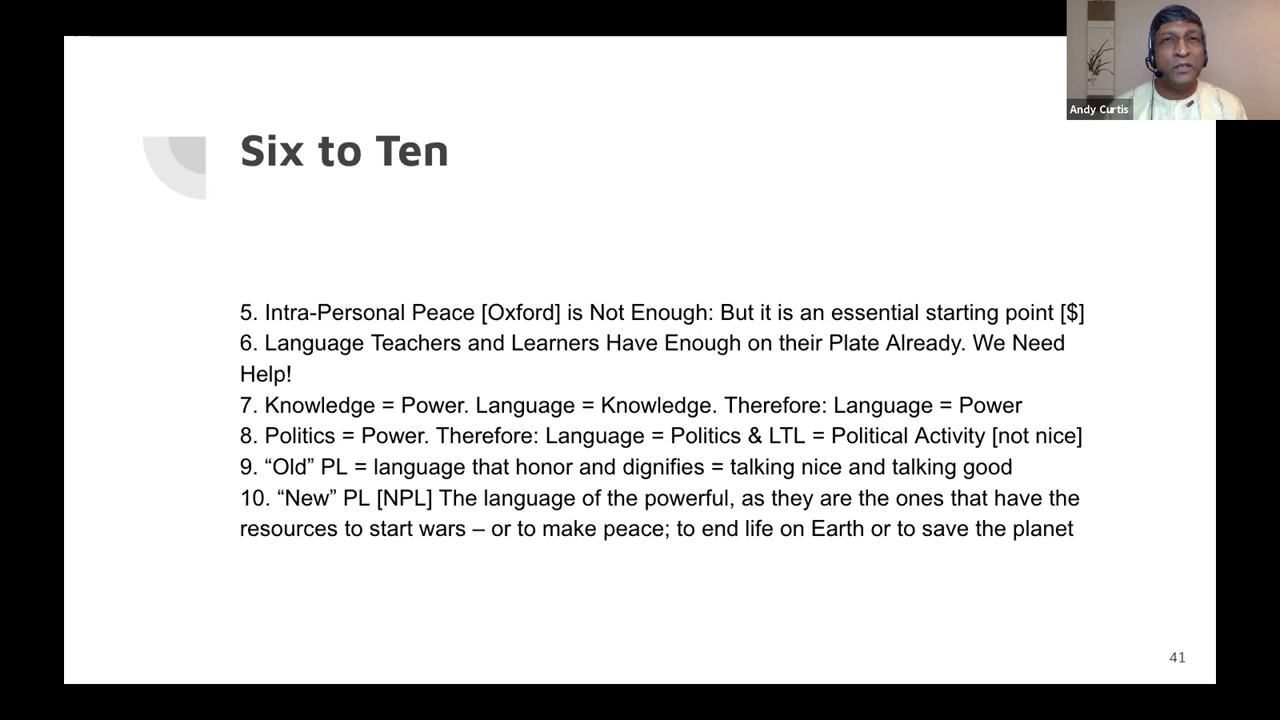 Andy Curtis
Six to Ten
5. Intra-Personal Peace [Oxford] is Not Enough: But it is an essential starting point [$]
6. Language Teachers and Learners Have Enough on their Plate Already. We Need
Help!
7. Knowledge = Power. Language = Knowledge. Therefore: Language = Power
8. Politics = Power. Therefore: Language = Politics & LTL = Political Activity [not nice]
9. “Old” PL = language that honor and dignifies = talking nice and talking good
10. “New” PL [NPL] The language of the powerful, as they are the ones that have the
resources to start wars – or to make peace; to end life on Earth or to save the planet
41